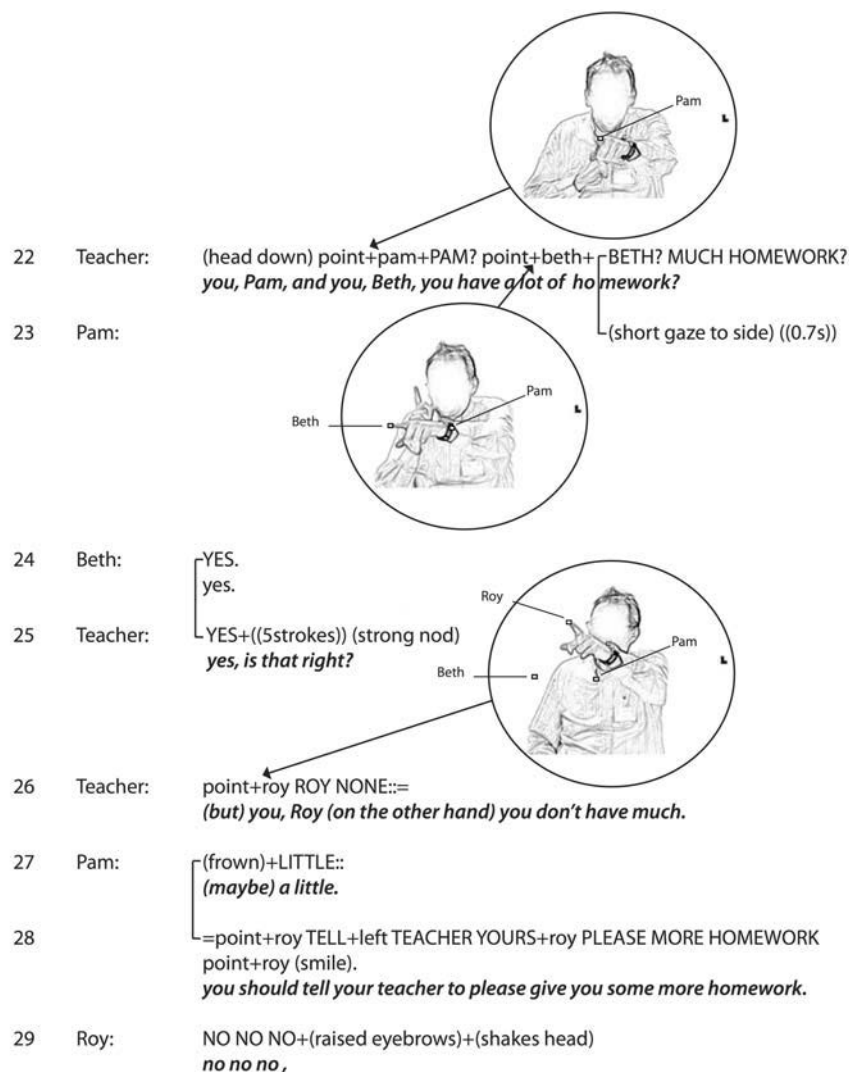 Pam
L
22 Teacher: (head down) point+pam+PAM? point+beth+ BETH? MUCH HOMEWORK?
you, Pam, and you, Beth, you have a lot of ho mework?
23 Pam: (short gaze to side) ((0.7s))
Pam
Beth
L
24 Beth: YES.
yes.
Roy
25 Teacher: YES+((5strokes)) (strong nod)
yes, is that right?
Pam
Beth
L
26 Teacher: point+roy ROY NONE::=
(but) you, Roy (on the other hand) you don't have much.
27 Pam: (frown)+LITTLE::
(maybe) a little.
28 =point+roy TELL+left TEACHER YOURS+roy PLEASE MORE HOMEWORK
point+roy (smile).
you should tell your teacher to please give you some more homework.
29 Roy: NO NO NO+(raised eyebrows)+(shakes head)
no no no ,